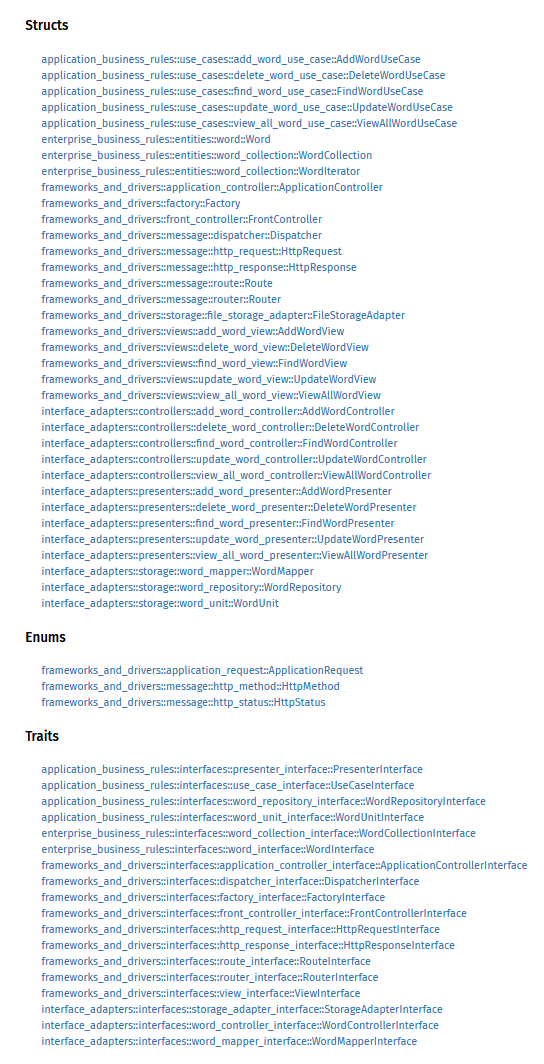 Structs
application_business_rules::use_cases::add_word_use_case::AddWordUseCase
application_business_rules::use_cases::delete_word_use_case::DeleteWordUseCase
application_business_rules::use_cases::find_word_use_case::FindWordUseCase
application_business_rules::use_cases::update_word_use_case::UpdateWordUseCase
application_business_rules::use_cases::view_all_word_use_case::ViewAllWordUseCase
enterprise_business_rules::entities::word::Word
enterprise_business_rules::entities::word_collection::WordCollection
enterprise_business_rules::entities::word_collection::WordIterator
frameworks_and_drivers::application_controller::ApplicationController
frameworks_and_drivers::factory::Factory
frameworks_and_drivers::front_controller::FrontController
frameworks_and_drivers::message::dispatcher::Dispatcher
frameworks_and_drivers::message::http_request::HttpRequest
frameworks_and_drivers::message::http_response::HttpResponse
frameworks_and_drivers::message::route::Route
frameworks_and_drivers::message::router::Router
frameworks_and_drivers::storage::file_storage_adapter::FileStorageAdapter
frameworks_and_drivers::views::add_word_view::AddWordView
frameworks_and_drivers::views::delete_word_view::DeleteWordView
frameworks_and_drivers::views::find_word_view::FindWordView
frameworks_and_drivers::views::update_word_view::UpdateWordView
frameworks_and_drivers::views::view_all_word_view::ViewAllWordView
interface_adapters::controllers::add_word_controller::AddWordController
interface_adapters::controllers::delete_word_controller::DeleteWordController
interface_adapters::controllers::find_word_controller::FindWordController
interface_adapters::controllers::update_word_controller::UpdateWordController
interface_adapters::controllers::view_all_word_controller::ViewAllWordController
interface_adapters::presenters::add_word_presenter::AddWordPresenter
interface_adapters::presenters::delete_word_presenter::DeleteWordPresenter
interface_adapters::presenters::find_word_presenter::FindWordPresenter
interface_adapters::presenters::update_word_presenter::UpdateWordPresenter
interface_adapters::presenters::view_all_word_presenter::ViewAllWordPresenter
interface_adapters::storage::word_mapper::WordMapper
interface_adapters::storage::word_repository::WordRepository
interface_adapters::storage::word_unit::WordUnit
Enums
frameworks_and_drivers::application_request::ApplicationRequest
frameworks_and_drivers::message::http_method::HttpMethod
frameworks_and_drivers::message::http_status::HttpStatus
Traits
application_business_rules::interfaces::presenter_interface::PresenterInterface
application_business_rules::interfaces::use_case_interface::UseCaseInterface
application_business_rules::interfaces::word_repository_interface::WordRepositoryInterface
application_business_rules::interfaces::word_unit_interface::WordUnitInterface
enterprise_business_rules::interfaces::word_collection_interface::WordCollectionInterface
enterprise_business_rules::interfaces::word_interface::WordInterface
frameworks_and_drivers::interfaces::application_controller_interface::ApplicationControllerInterface
frameworks_and_drivers::interfaces::dispatcher_interface::DispatcherInterface
frameworks_and_drivers::interfaces::factory_interface::FactoryInterface
frameworks_and_drivers::interfaces::front_controller_interface::FrontControllerInterface
frameworks_and_drivers::interfaces::http_request_interface::HttpRequestInterface
frameworks_and_drivers::interfaces::http_response_interface::HttpResponseInterface
frameworks_and_drivers::interfaces::route_interface::RouteInterface
frameworks_and_drivers::interfaces::router_interface::RouterInterface
frameworks_and_drivers::interfaces::view_interface::ViewInterface
interface_adapters::interfaces::storage_adapter_interface::StorageAdapterInterface
interface_adapters::interfaces::word_controller_interface::WordControllerInterface
interface_adapters::interfaces::word_mapper_interface::WordMapperInterface